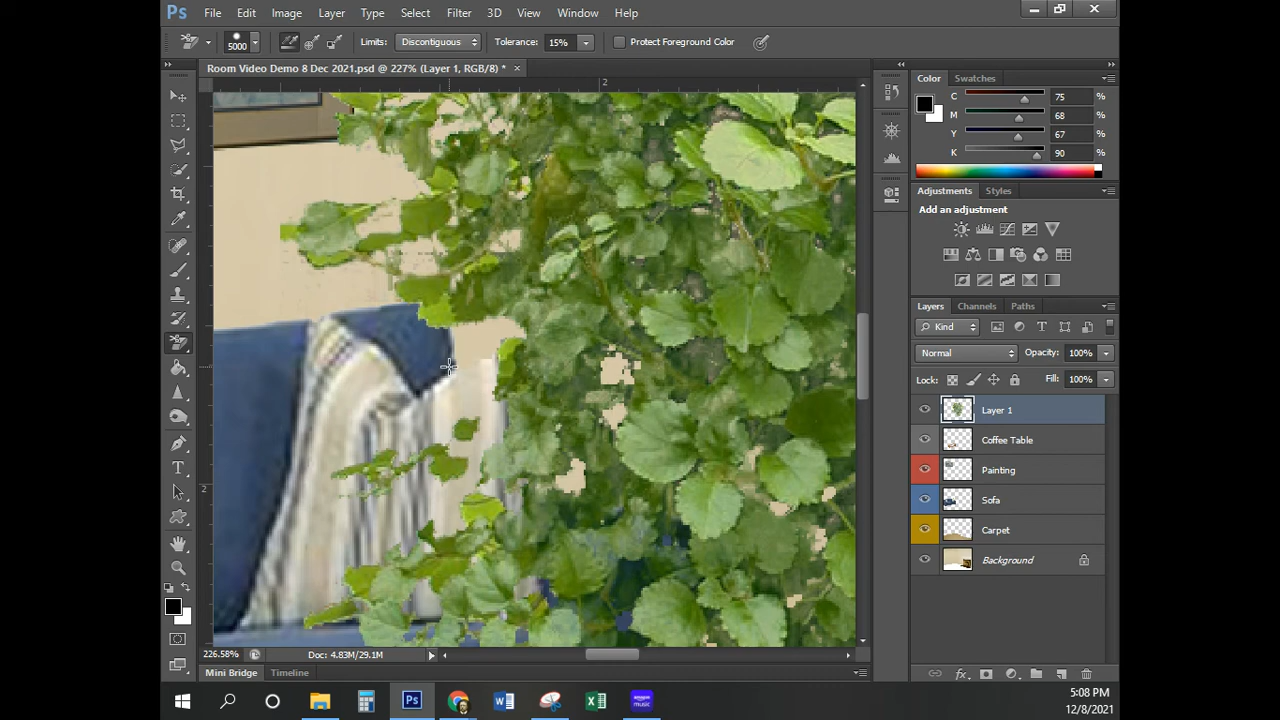 Ps File Edit Image Layer Type Select Filter 3D View Window Help
5000 Limits: Discontiguous Tolerance: 15% Protect Foreground Color
Room Video Demo 8 Dec 2021.psd @ 227% (Layer 1, RGB/8) * ×
2
2
Color Swatches
C 75 %
M 68 %
Y 67 %
K 90 %
Adjustments Styles
Add an adjustment
Layers Channels Paths
Kind
Normal Opacity: 100%
Lock: Fill: 100%
Layer 1
Coffee Table
Painting
Sofa
Carpet
Background
226.58% Doc: 4.83M/29.1M
Mini Bridge Timeline
Ps
music
5:08 PM
12/8/2021